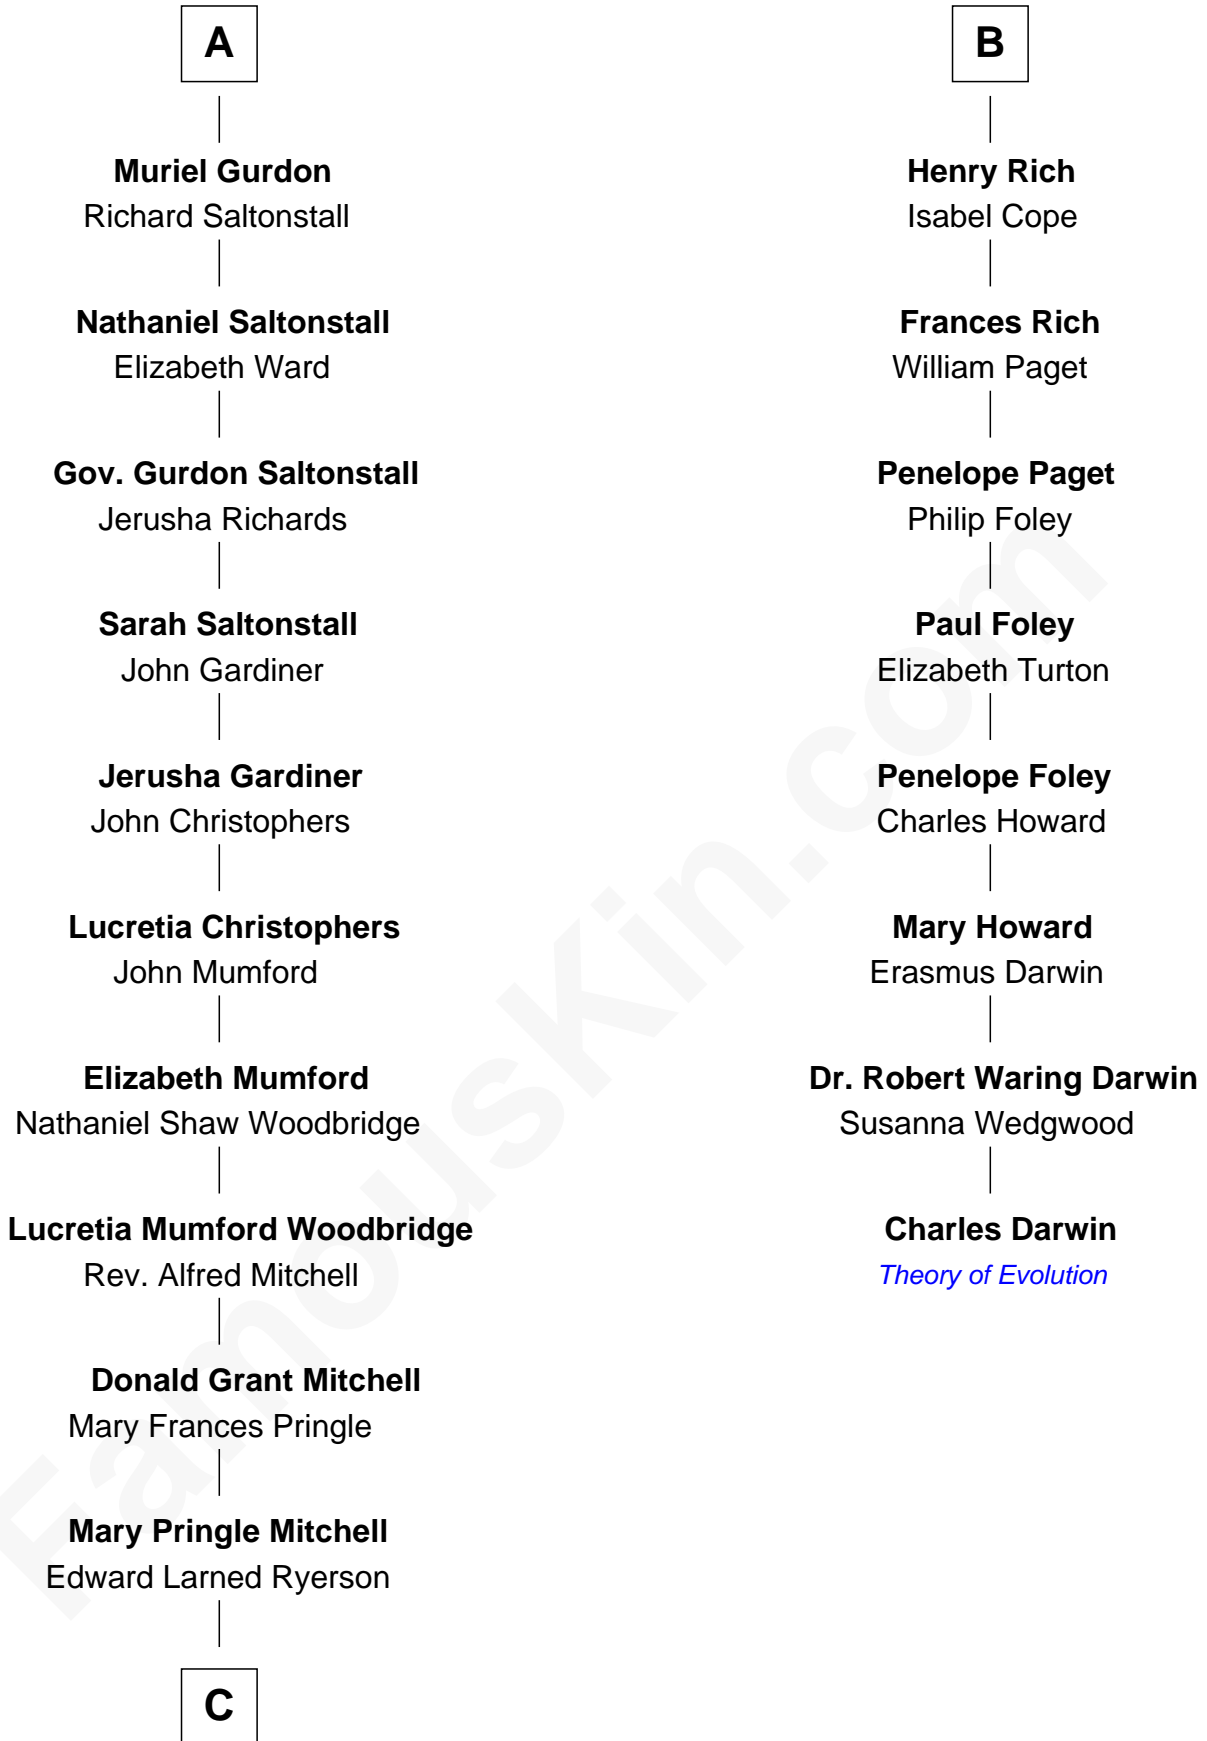 A
Muriel Gurdon
Richard Saltonstall
Nathaniel Saltonstall
Elizabeth Ward
Gov. Gurdon Saltonstall
Jerusha Richards
Sarah Saltonstall
John Gardiner
Jerusha Gardiner
John Christophers
Lucretia Christophers
John Mumford
Elizabeth Mumford
Nathaniel Shaw Woodbridge
Lucretia Mumford Woodbridge
Rev. Alfred Mitchell
Donald Grant Mitchell
Mary Frances Pringle
Mary Pringle Mitchell
Edward Larned Ryerson
C
B
Henry Rich
Isabel Cope
Frances Rich
William Paget
Penelope Paget
Philip Foley
Paul Foley
Elizabeth Turton
Penelope Foley
Charles Howard
Mary Howard
Erasmus Darwin
Dr. Robert Waring Darwin
Susanna Wedgwood
Charles Darwin
Theory of Evolution
FamousKin.com